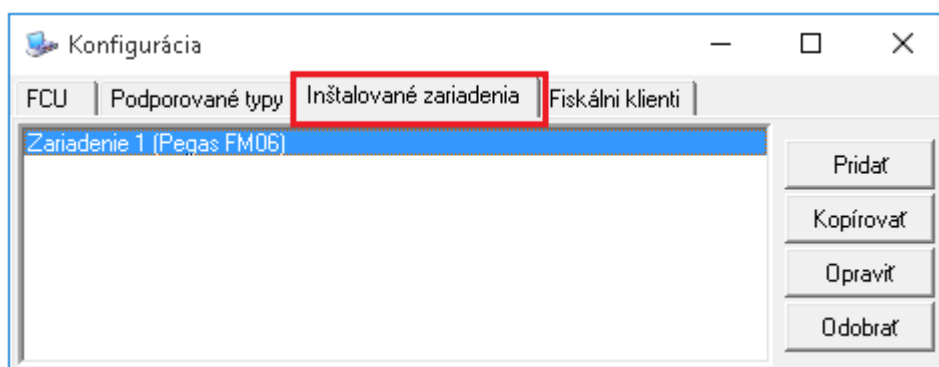 Konfigurácia
FCU Podporované typy Inštalované zariadenia Fiskálni klienti
Zariadenie 1 (Pegas FM06)
Pridať
Kopírovať
Opraviť
Odobrať